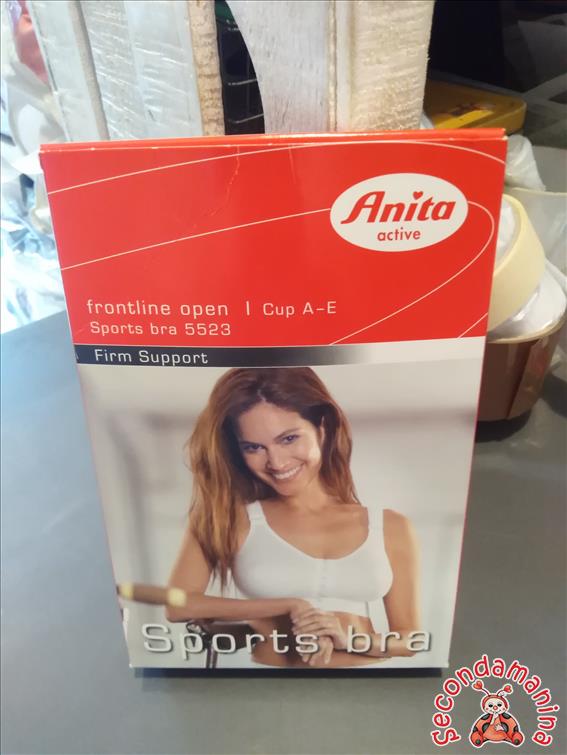 Anita
active
frontline open | Cup A-E
Sports bra 5523
Firm Support
Sports bra
Secondamanina